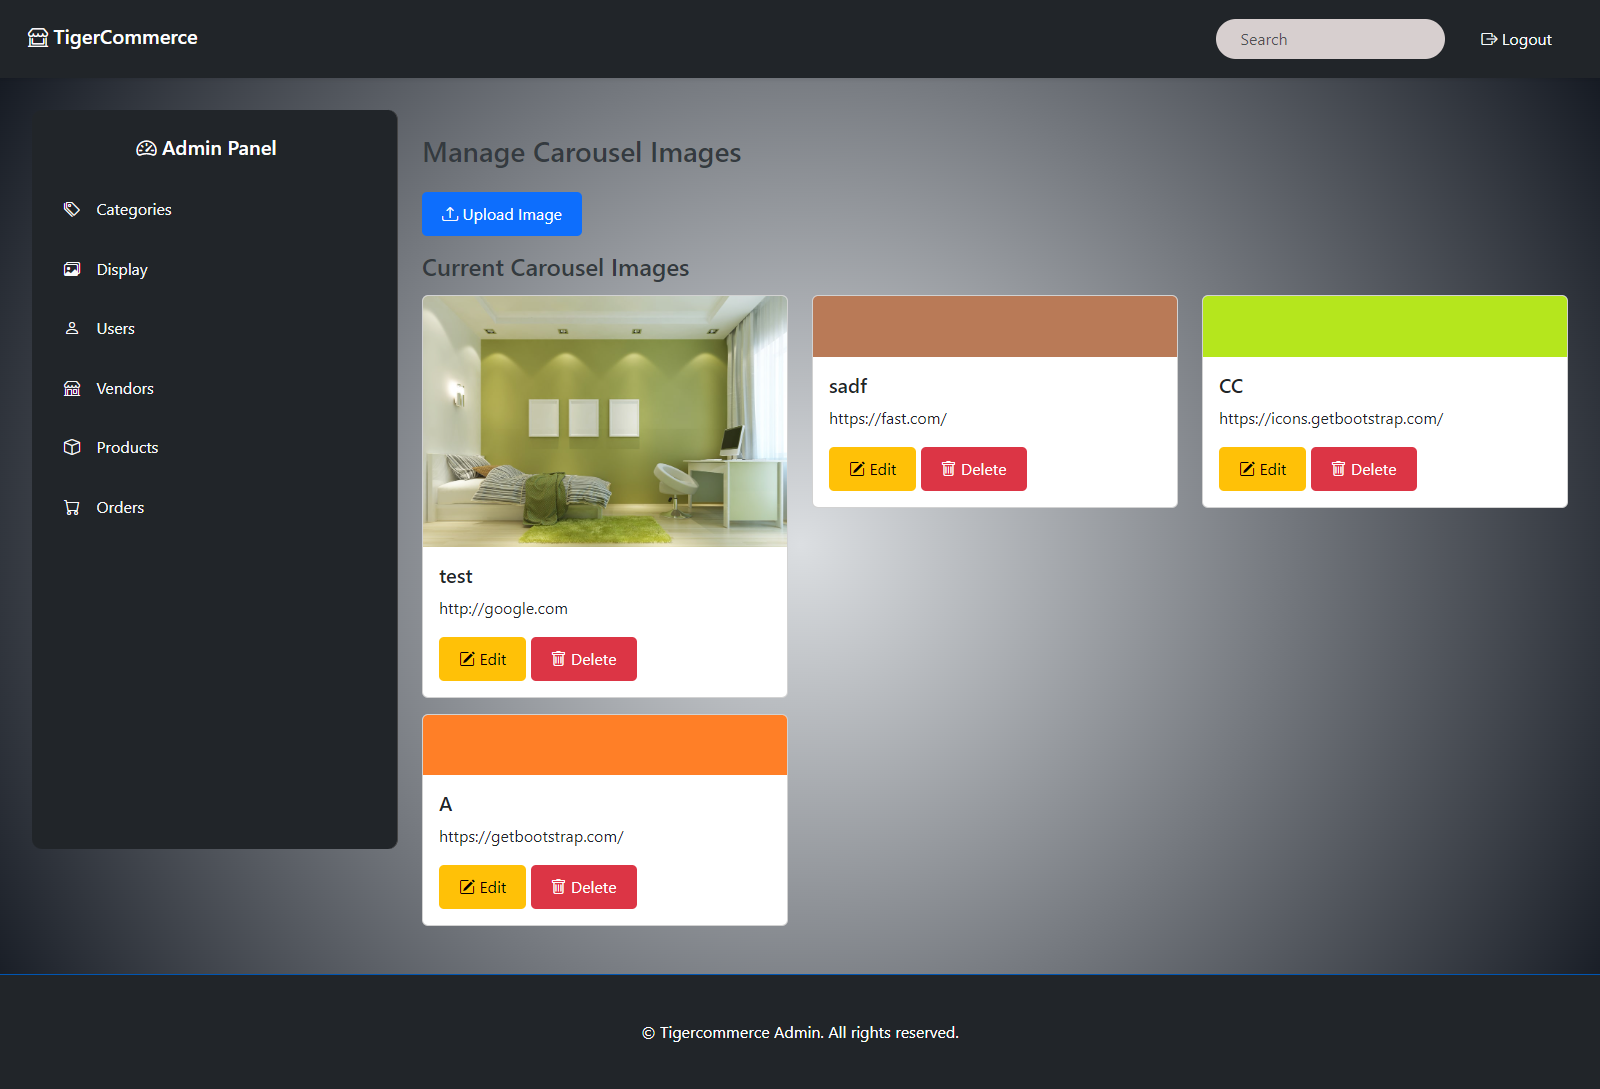 TigerCommerce
Search
Logout
Admin Panel
Categories
Display
Users
Vendors
Products
Orders
Manage Carousel Images
Upload Image
Current Carousel Images
test
http://google.com
Edit Delete
sadf
https://fast.com/
Edit Delete
CC
https://icons.getbootstrap.com/
Edit Delete
A
https://getbootstrap.com/
Edit Delete
© Tigercommerce Admin. All rights reserved.